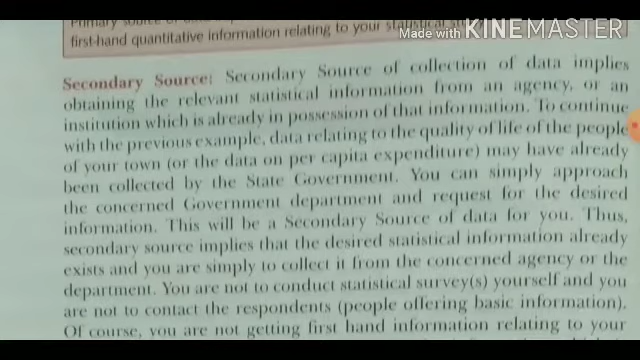 Primary source of data
first-hand quantitative information relating to your statistical study.
Made with KINEMASTER
Secondary Source: Secondary Source of collection of data implies
obtaining the relevant statistical information from an agency, or an
institution which is already in possession of that information. To continue
with the previous example, data relating to the quality of life of the people
of your town (or the data on per capita expenditure) may have already
been collected by the State Government. You can simply approach
the concerned Government department and request for the desired
information. This will be a Secondary Source of data for you. Thus,
secondary source implies that the desired statistical information already
exists and you are simply to collect it from the concerned agency or the
department. You are not to conduct statistical survey(s) yourself and you
are not to contact the respondents (people offering basic information).
Of course, you are not getting first hand information relating to your